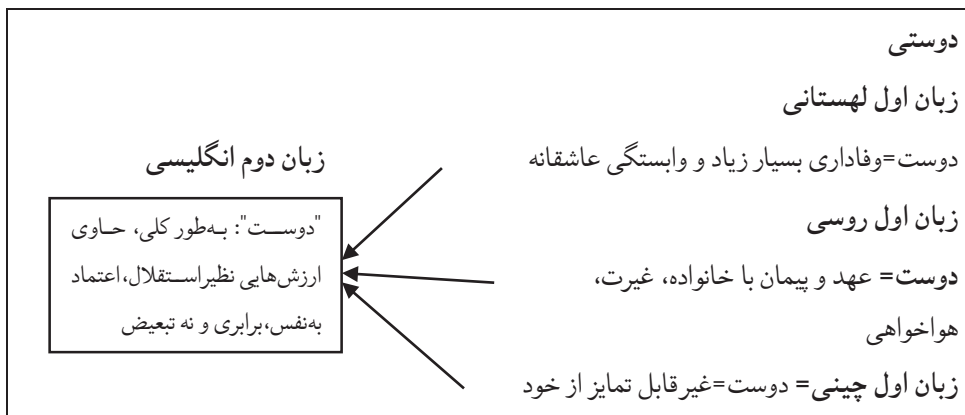 دوستی
زبان اول لهستانی
دوست=وفاداری بسیار زیاد و وابستگی عاشقانه
زبان اول روسی
دوست= عهد و پیمان با خانواده، غیرت،
هواخواهی
زبان اول چینی= دوست=غیرقابل تمایز از خود
زبان دوم انگلیسی
"دوست": به‌طور کلی، حاوی
ارزش‌هایی نظیراستقلال،اعتماد
به‌نفس،برابری و نه تبعیض